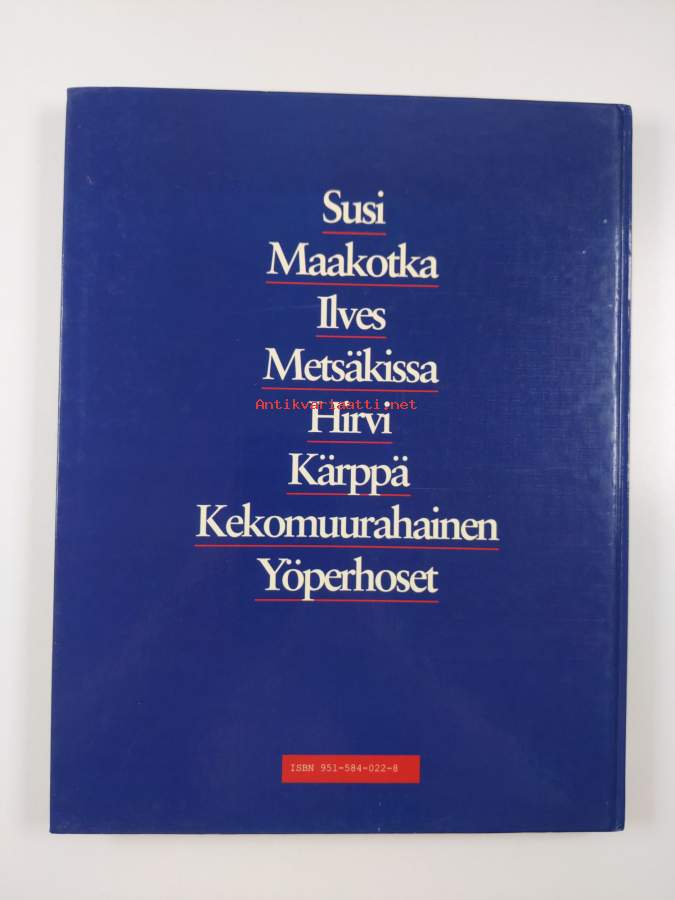 Susi
Maakotka
Ilves
Metsäkissa
Antikvariaatti.net
Hirvi
Kärppä
Kekomuurahainen
Yöperhoset
ISBN 951-584-022-8